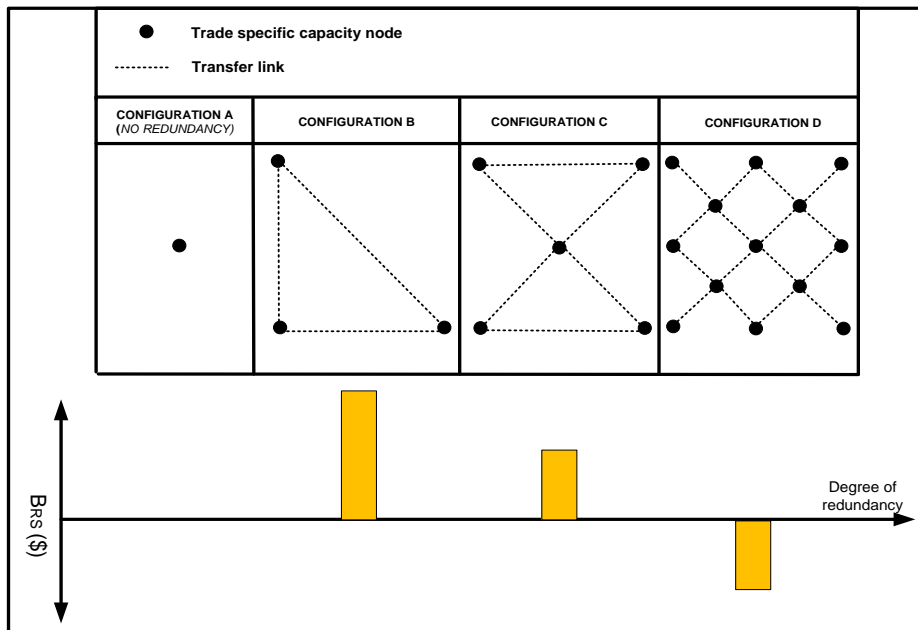 Trade specific capacity node
Transfer link
CONFIGURATION A
(NO REDUNDANCY)
CONFIGURATION B
CONFIGURATION C
CONFIGURATION D
BRS ($)
Degree of
redundancy